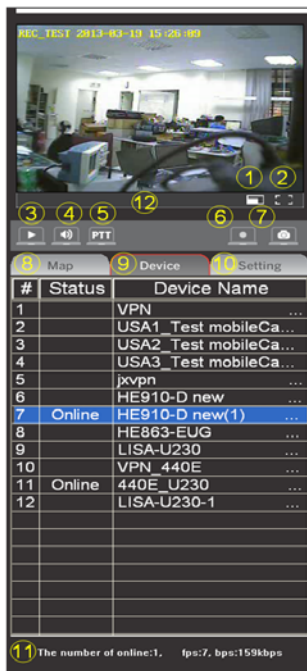 REC_TEST 2013-03-19 15:26:09
1 2
12
3 4 5 6 7
PTT
8 Map 9 Device 10 Setting
# Status Device Name
1 VPN ...
2 USA1_Test mobileCa...
3 USA2_Test mobileCa...
4 USA3_Test mobileCa...
5 jxvpn ...
6 HE910-D new ...
7 Online HE910-D new(1) ...
8 HE863-EUG ...
9 LISA-U230 ...
10 VPN_440E ...
11 Online 440E_U230 ...
12 LISA-U230-1 ...
11 The number of online:1, fps:7, bps:159kbps